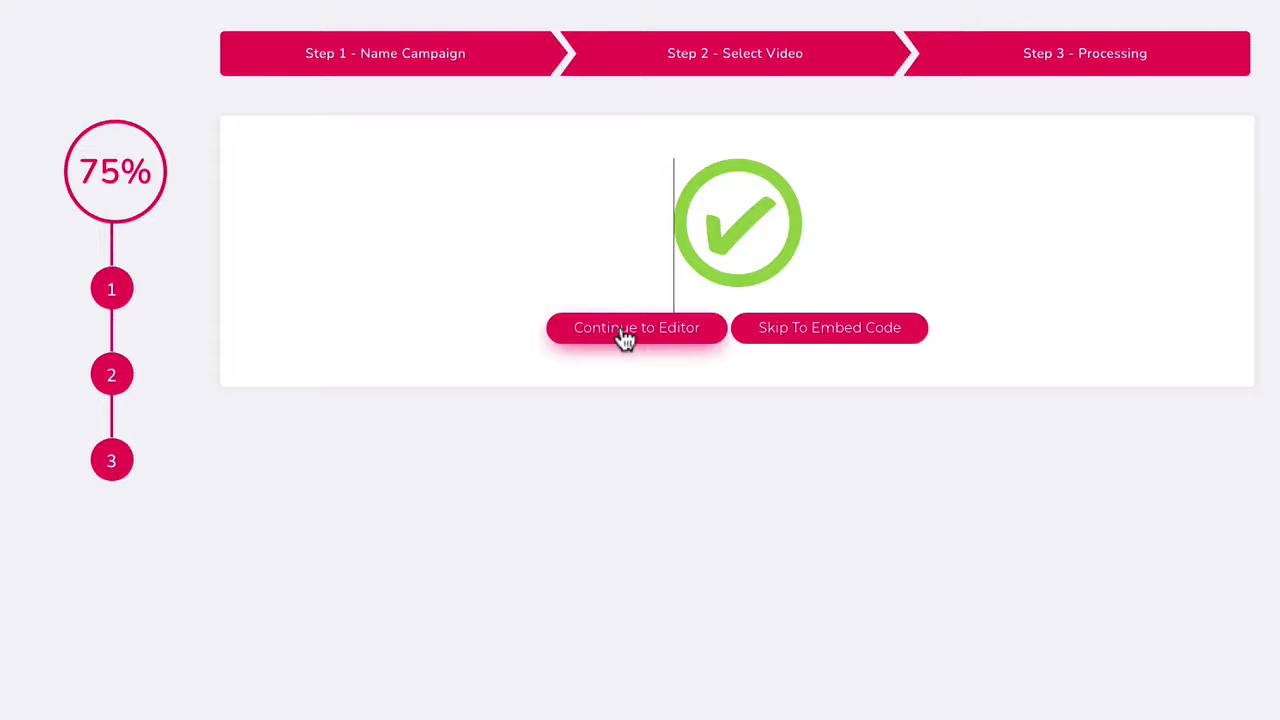 Step 1 - Name Campaign
Step 2 - Select Video
Step 3 - Processing
75%
1
2
3
Continue to Editor
Skip To Embed Code